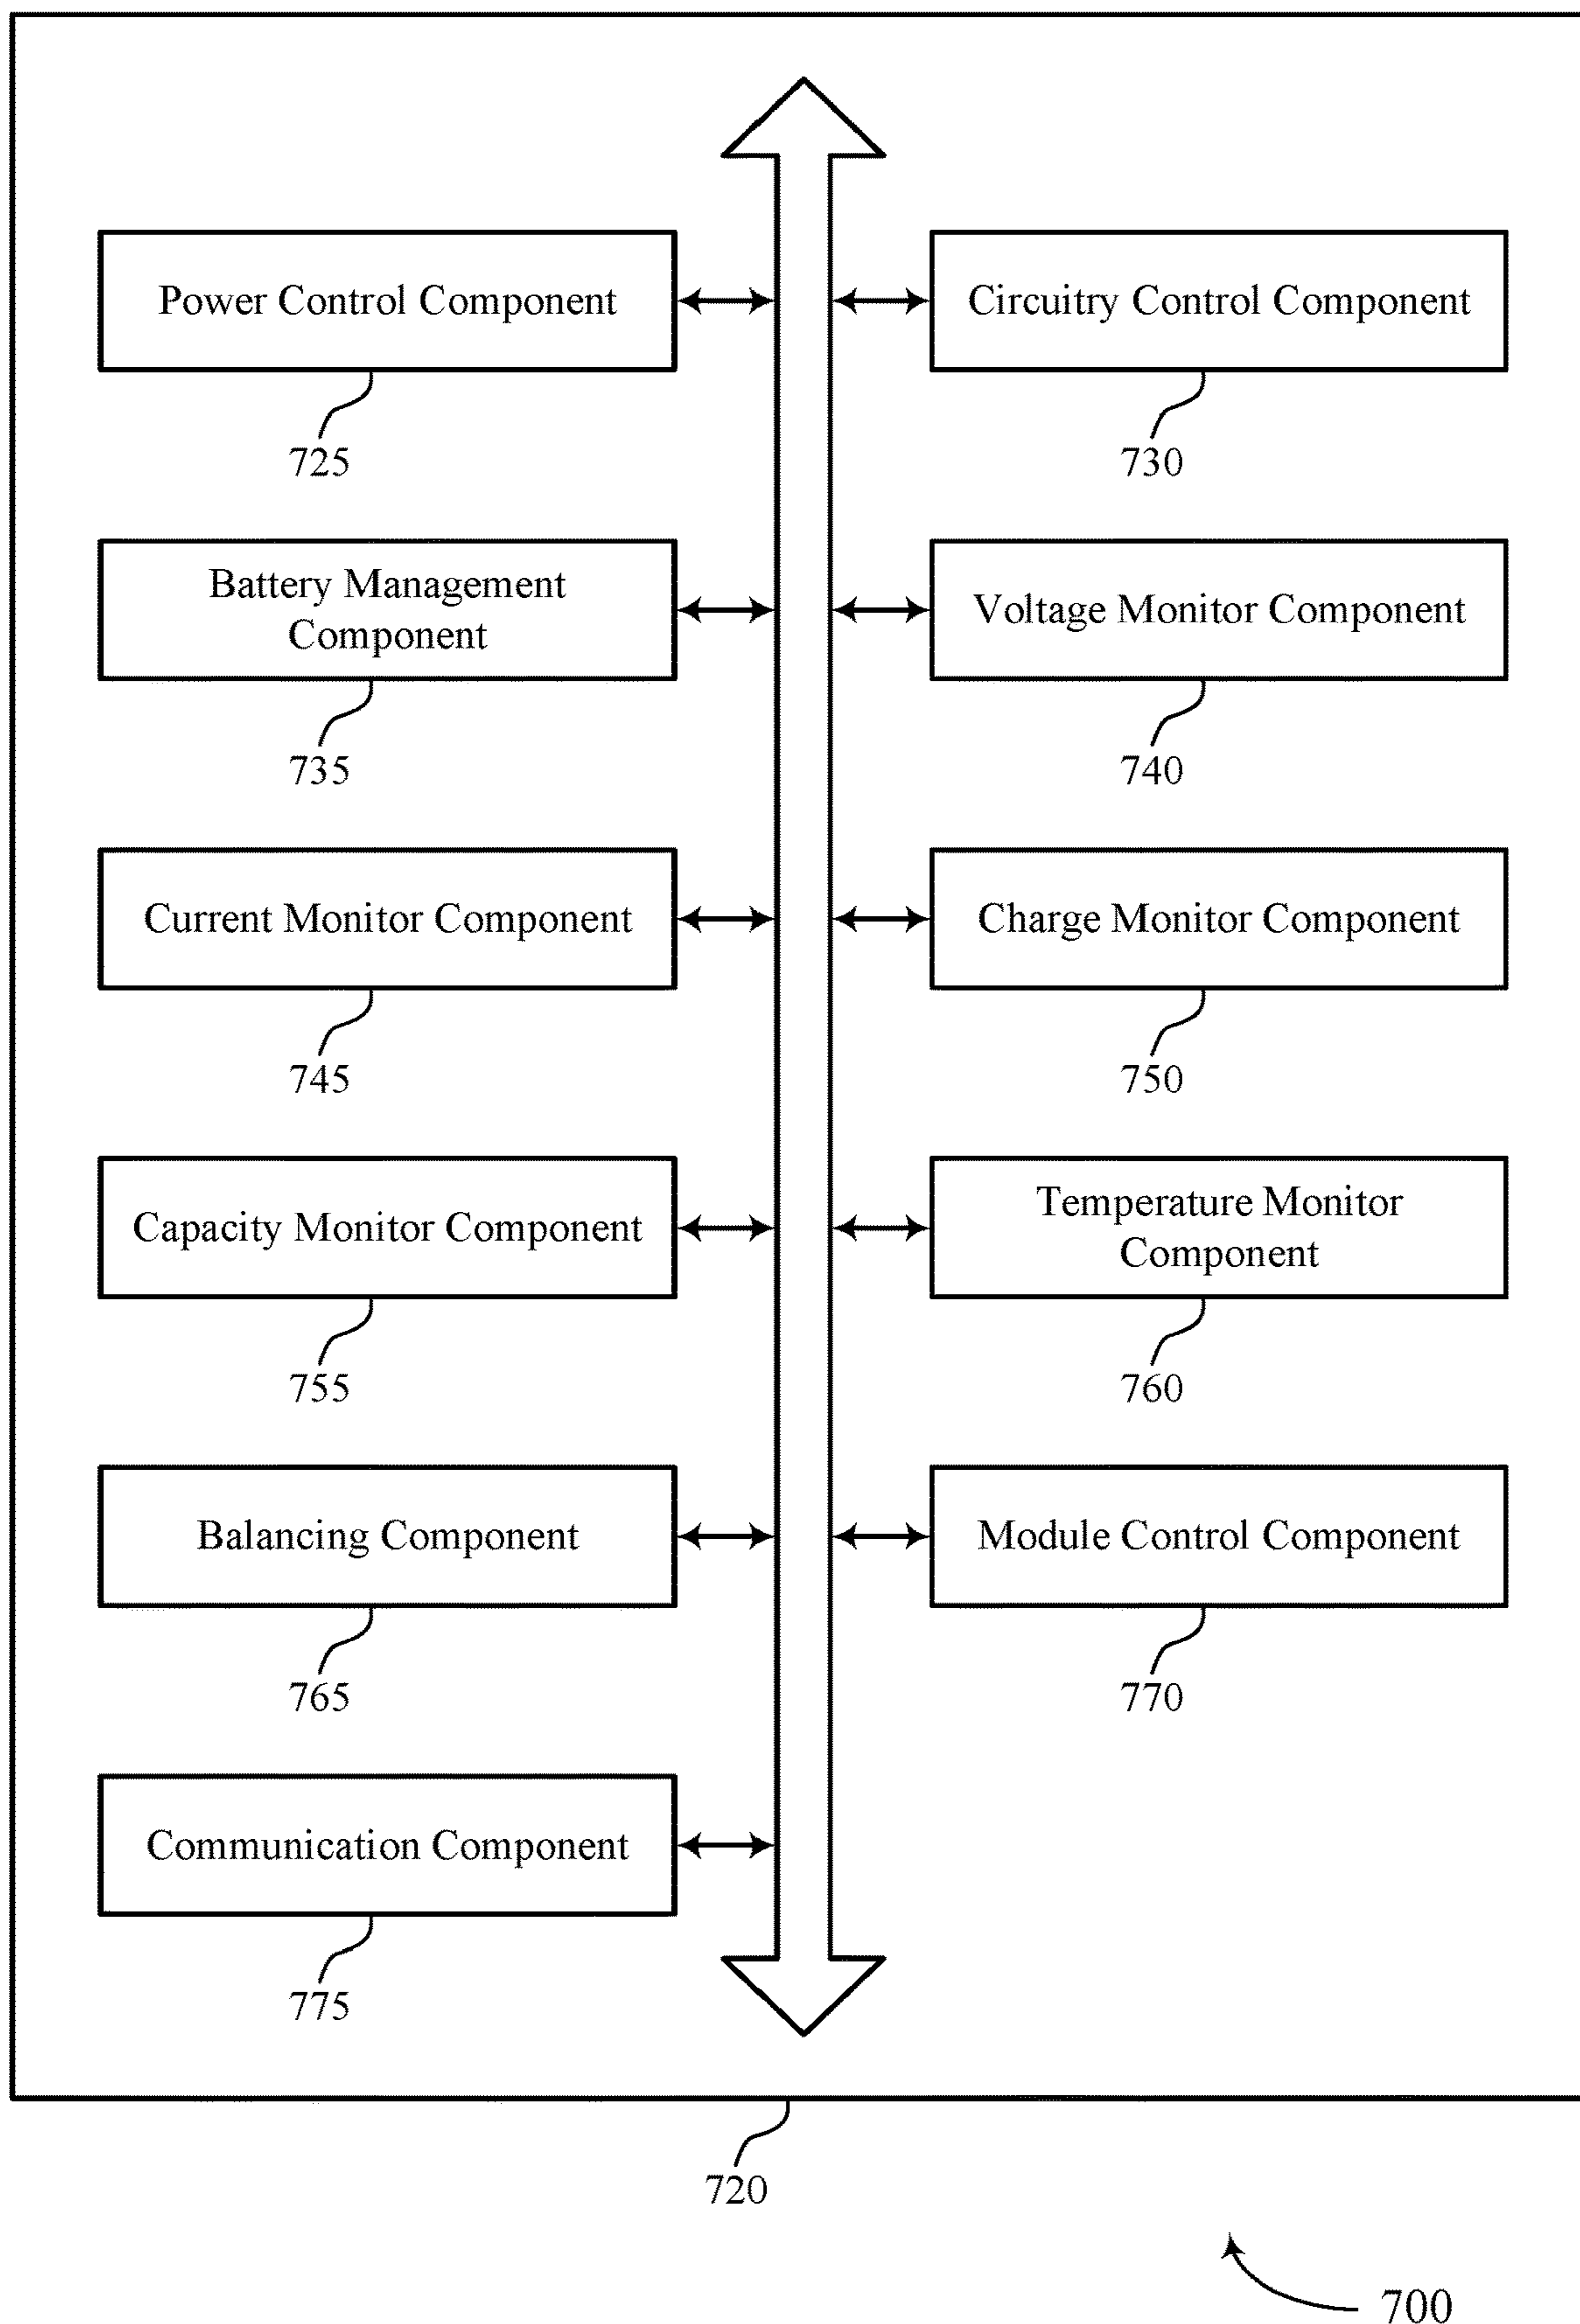 Power Control Component
Circuitry Control Component
725
730
Battery Management
Component
Voltage Monitor Component
735
740
Current Monitor Component
Charge Monitor Component
745
750
Capacity Monitor Component
Temperature Monitor
Component
755
760
Balancing Component
Module Control Component
765
770
Communication Component
775
720
700